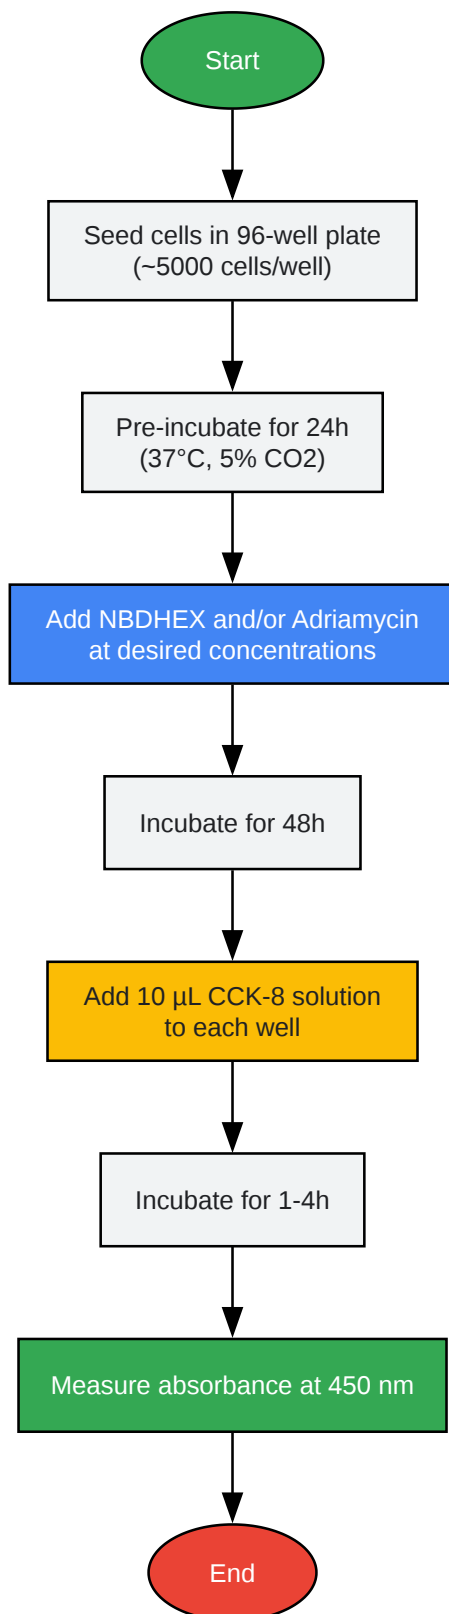 Start
Seed cells in 96-well plate
(~5000 cells/well)
Pre-incubate for 24h
(37°C, 5% CO2)
Add NBDHEX and/or Adriamycin
at desired concentrations
Incubate for 48h
Add 10 µL CCK-8 solution
to each well
Incubate for 1-4h
Measure absorbance at 450 nm
End